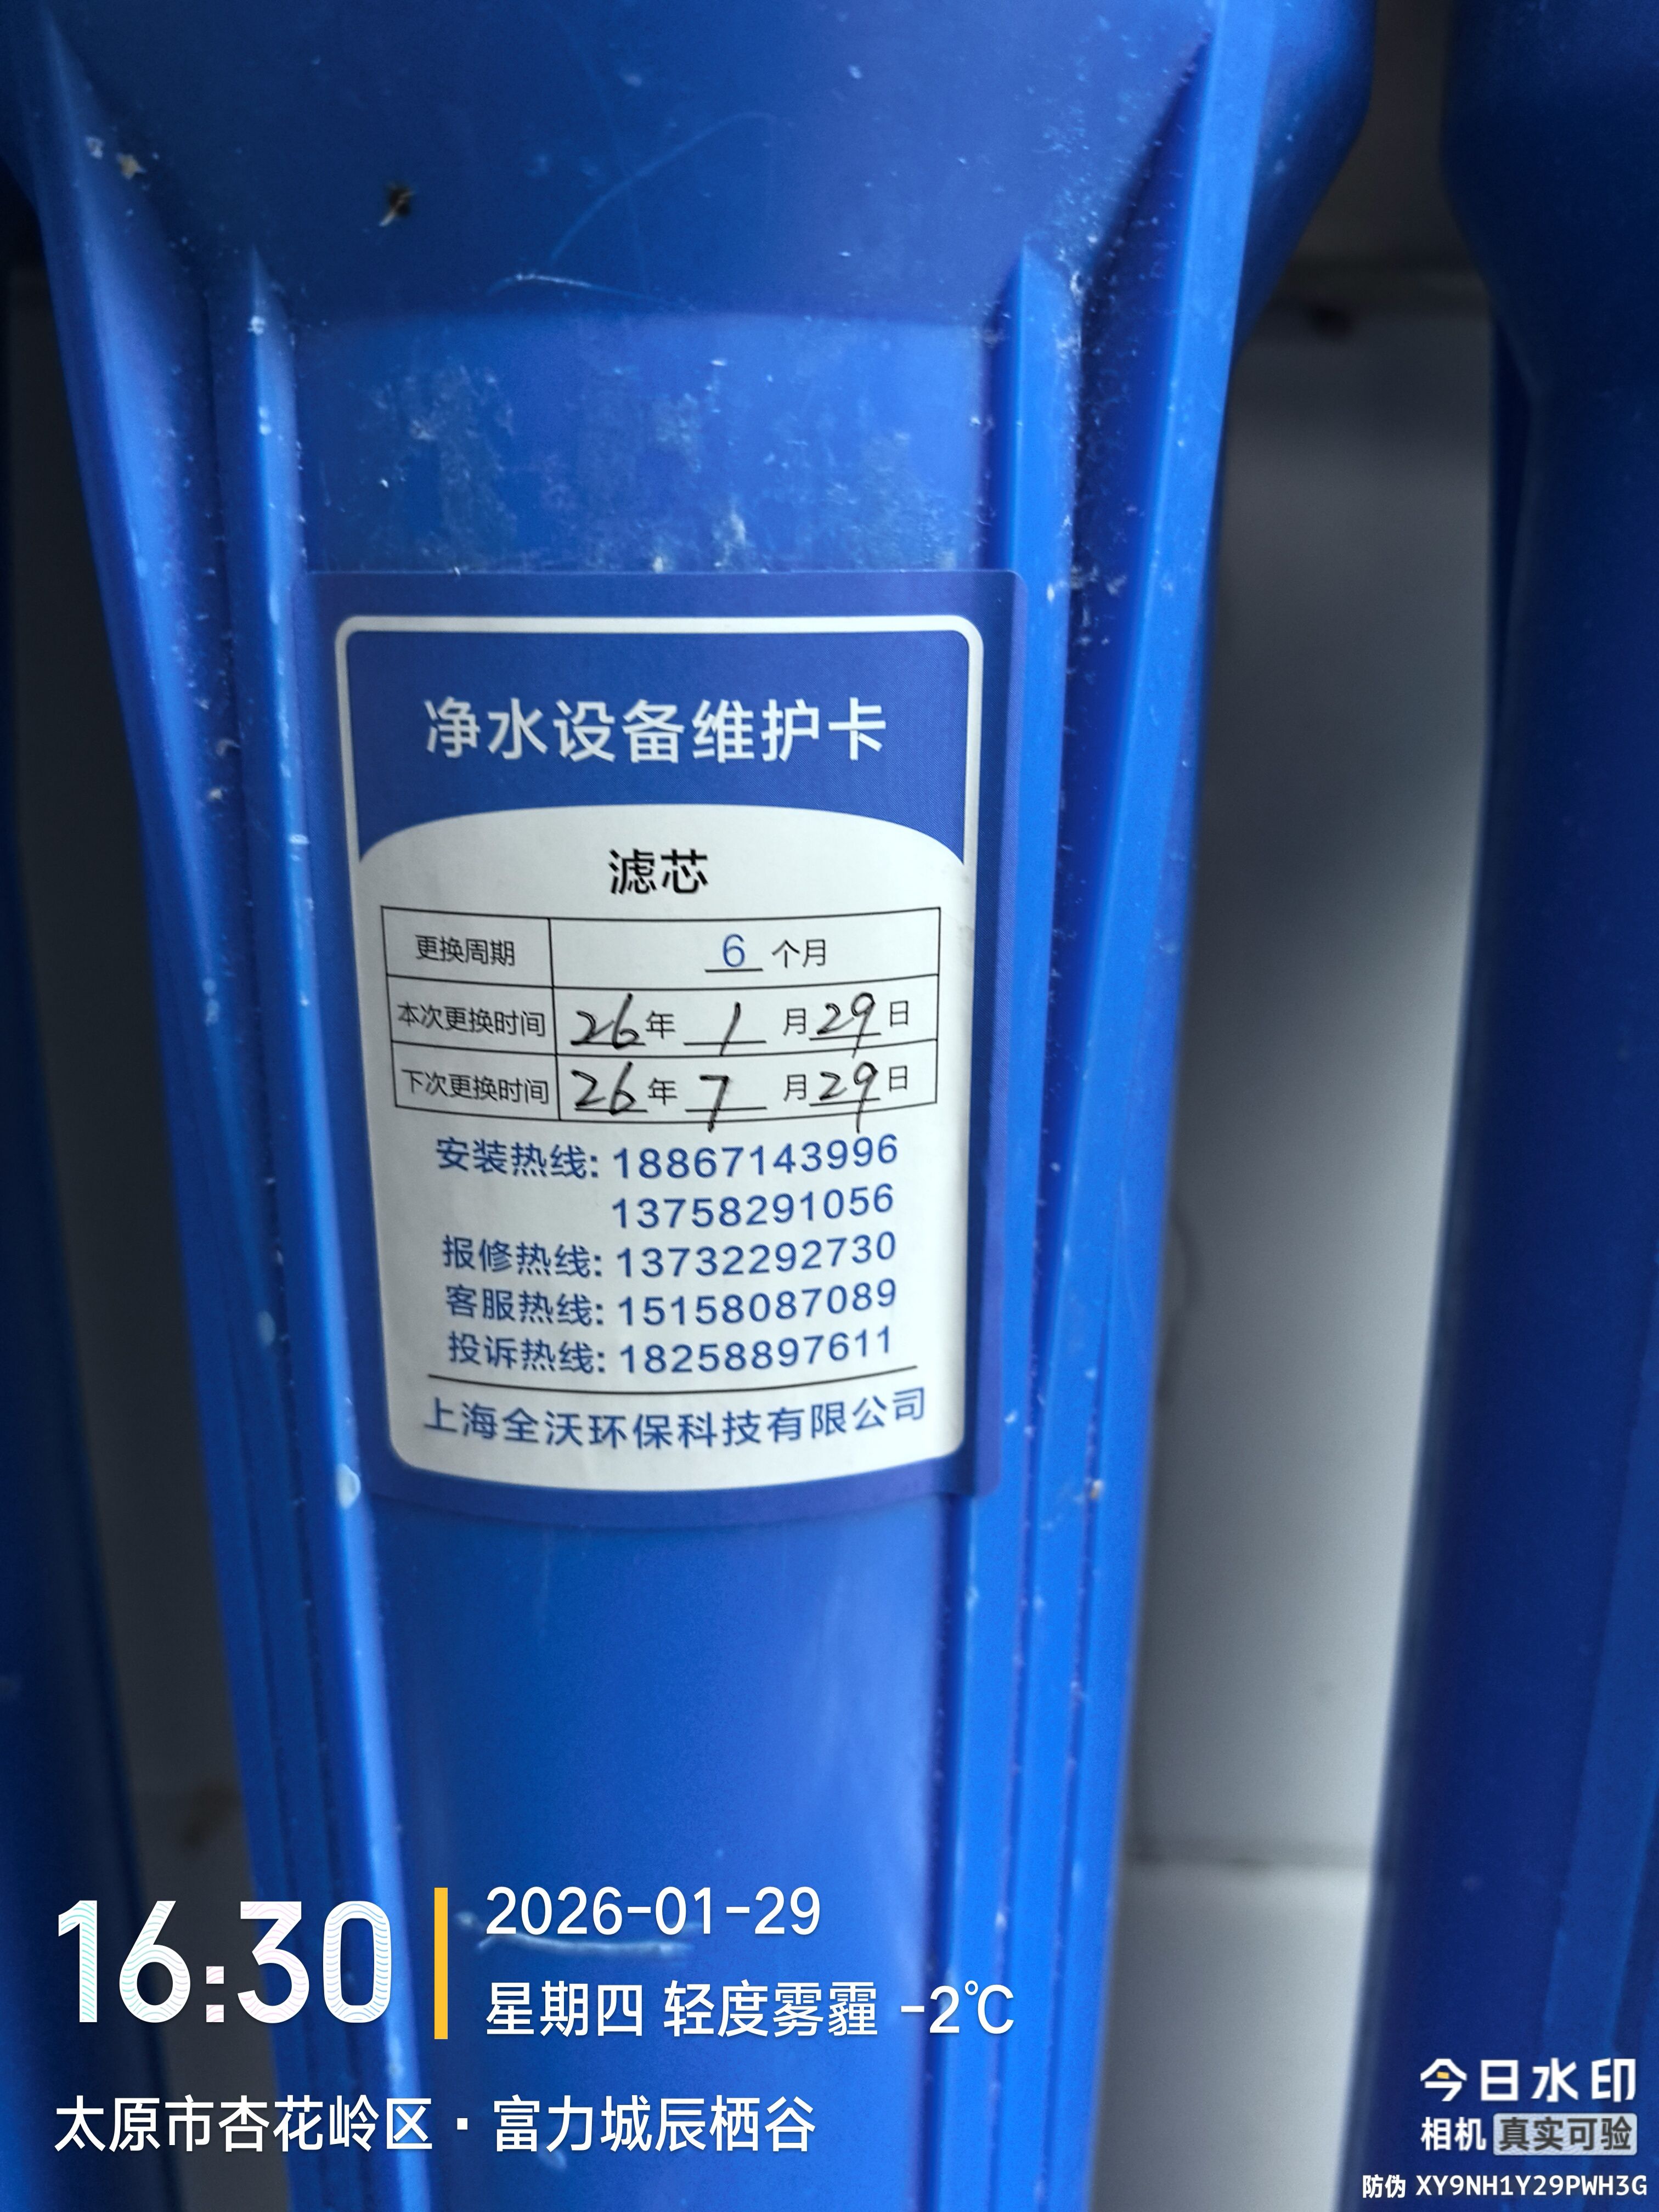 净水设备维护卡
滤芯
更换周期 6 个月
本次更换时间 26年 1 月29日
下次更换时间 26年 7 月29日
安装热线: 18867143996
13758291056
报修热线: 13732292730
客服热线: 15158087089
投诉热线: 18258897611
上海全沃环保科技有限公司
16:30
2026-01-29
星期四 轻度雾霾 -2℃
太原市杏花岭区·富力城辰栖谷
今日水印
相机 真实可验
防伪 XY9NH1Y29PWH3G